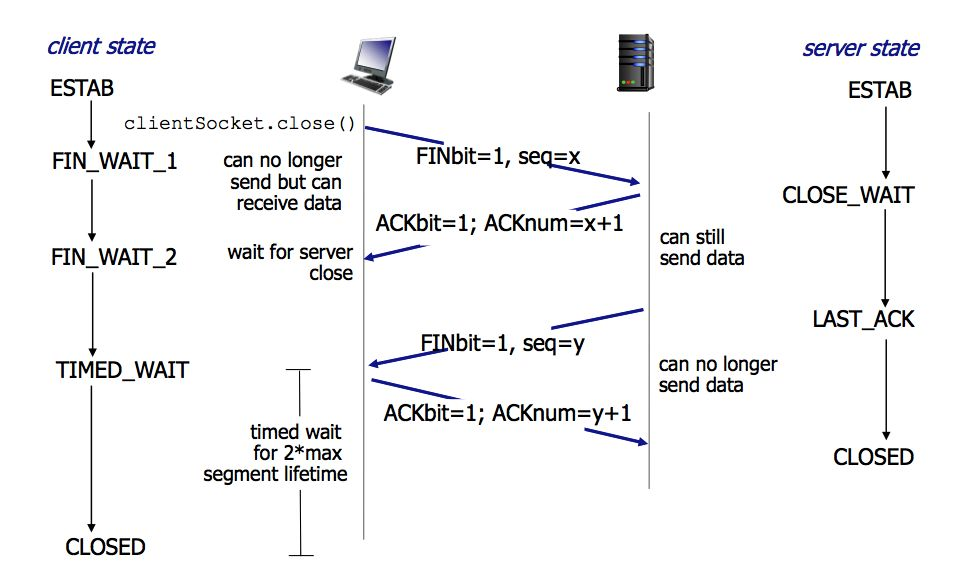 client state
server state
ESTAB
ESTAB
clientSocket.close()
FINbit=1, seq=x
FIN_WAIT_1
can no longer
send but can
receive data
CLOSE_WAIT
ACKbit=1; ACKnum=x+1
FIN_WAIT_2
wait for server
close
can still
send data
LAST_ACK
FINbit=1, seq=y
TIMED_WAIT
can no longer
send data
ACKbit=1; ACKnum=y+1
timed wait
for 2*max
segment lifetime
CLOSED
CLOSED